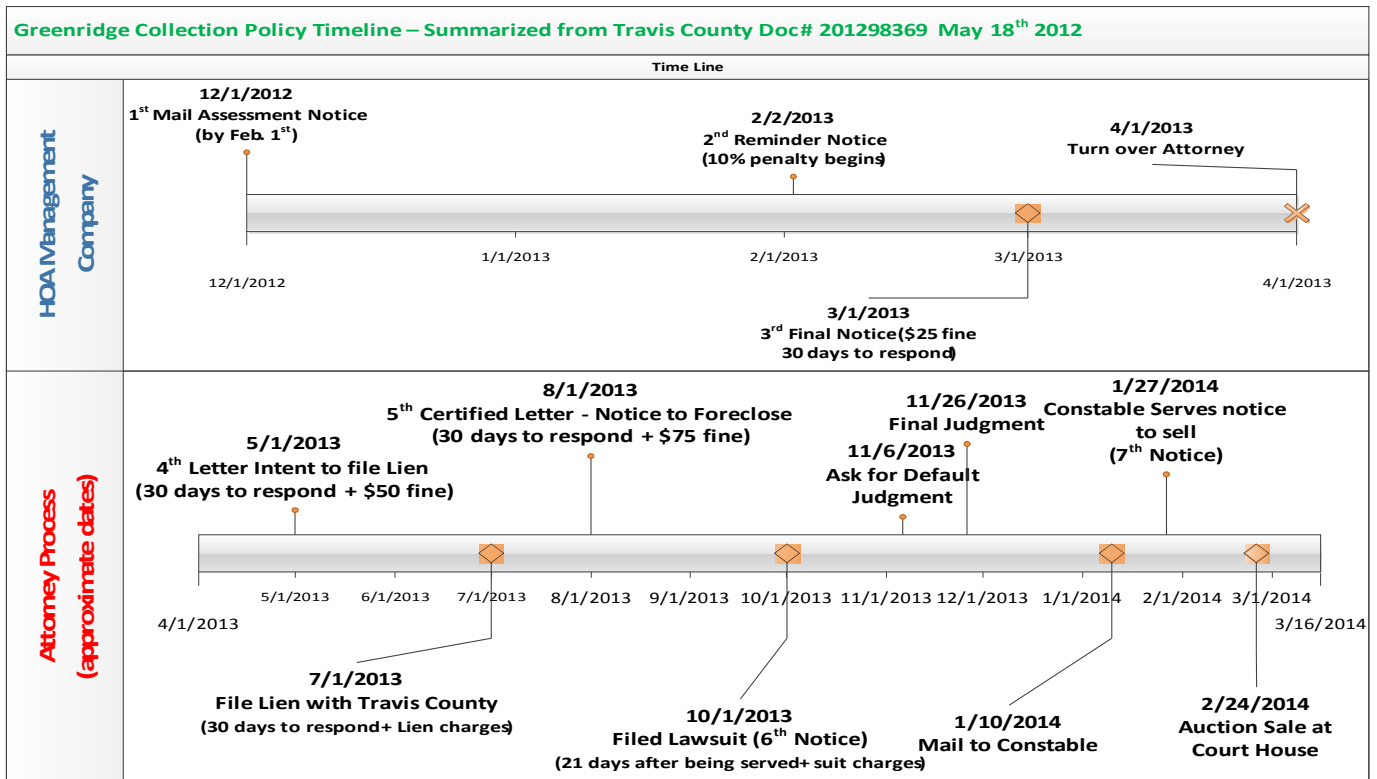 Greenridge Collection Policy Timeline – Summarized from Travis County Doc# 201298369 May 18th 2012
Time Line
HOA Management
Company
12/1/2012
1st Mail Assessment Notice
(by Feb. 1st)
2/2/2013
2nd Reminder Notice
(10% penalty begins)
4/1/2013
Turn over Attorney
12/1/2012
1/1/2013
2/1/2013
3/1/2013
4/1/2013
3/1/2013
3rd Final Notice($25 fine
30 days to respond)
Attorney Process
(approximate dates)
5/1/2013
4th Letter Intent to file Lien
(30 days to respond + $50 fine)
8/1/2013
5th Certified Letter - Notice to Foreclose
(30 days to respond + $75 fine)
11/6/2013
Ask for Default
Judgment
11/26/2013
Final Judgment
1/27/2014
Constable Serves notice
to sell
(7th Notice)
4/1/2013
5/1/2013
6/1/2013
7/1/2013
8/1/2013
9/1/2013
10/1/2013
11/1/2013
12/1/2013
1/1/2014
2/1/2014
3/1/2014
3/16/2014
7/1/2013
File Lien with Travis County
(30 days to respond+ Lien charges)
10/1/2013
Filed Lawsuit (6th Notice)
(21 days after being served+ suit charges)
1/10/2014
Mail to Constable
2/24/2014
Auction Sale at
Court House